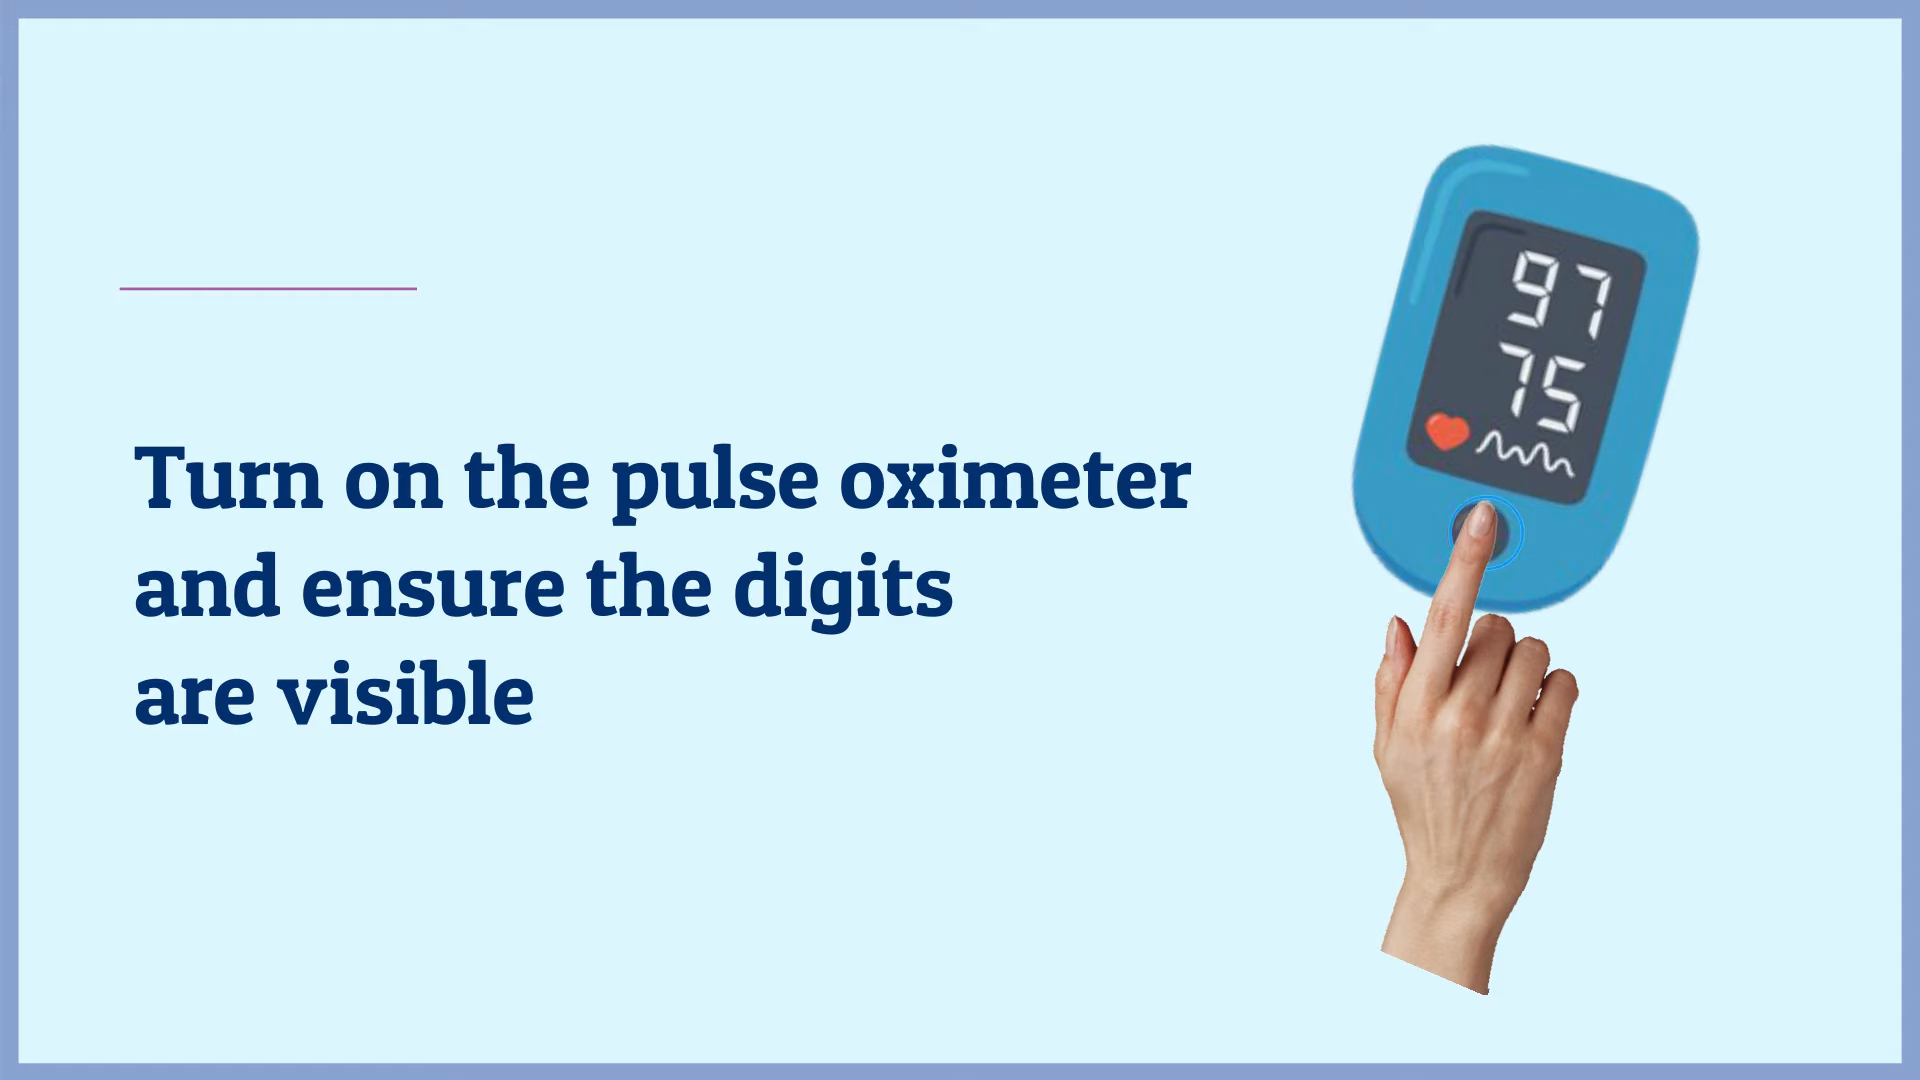 Turn on the pulse oximeter
and ensure the digits
are visible
97
75